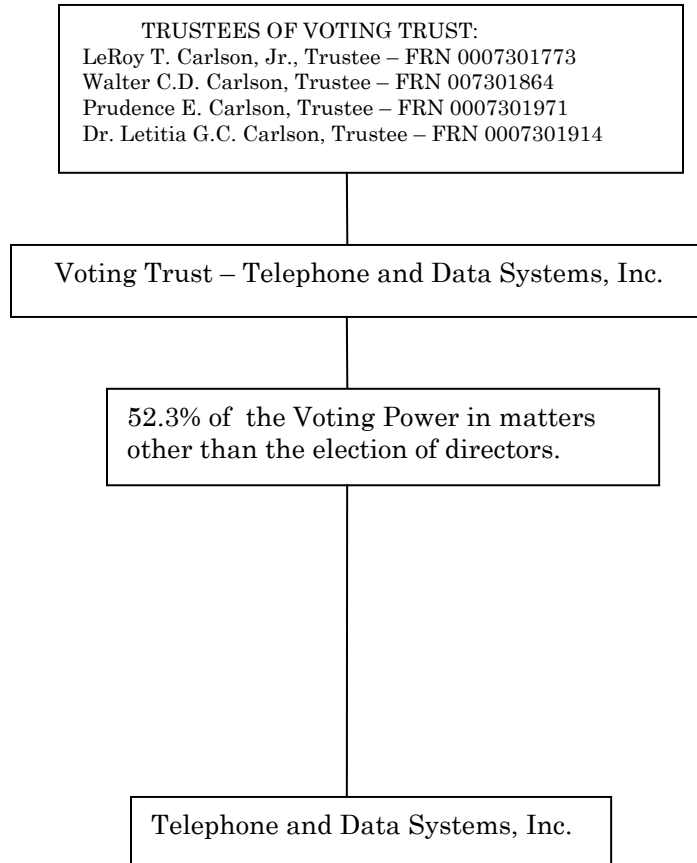 TRUSTEES OF VOTING TRUST:
LeRoy T. Carlson, Jr., Trustee – FRN 0007301773
Walter C.D. Carlson, Trustee – FRN 007301864
Prudence E. Carlson, Trustee – FRN 0007301971
Dr. Letitia G.C. Carlson, Trustee – FRN 0007301914
Voting Trust – Telephone and Data Systems, Inc.
52.3% of the Voting Power in matters
other than the election of directors.
Telephone and Data Systems, Inc.